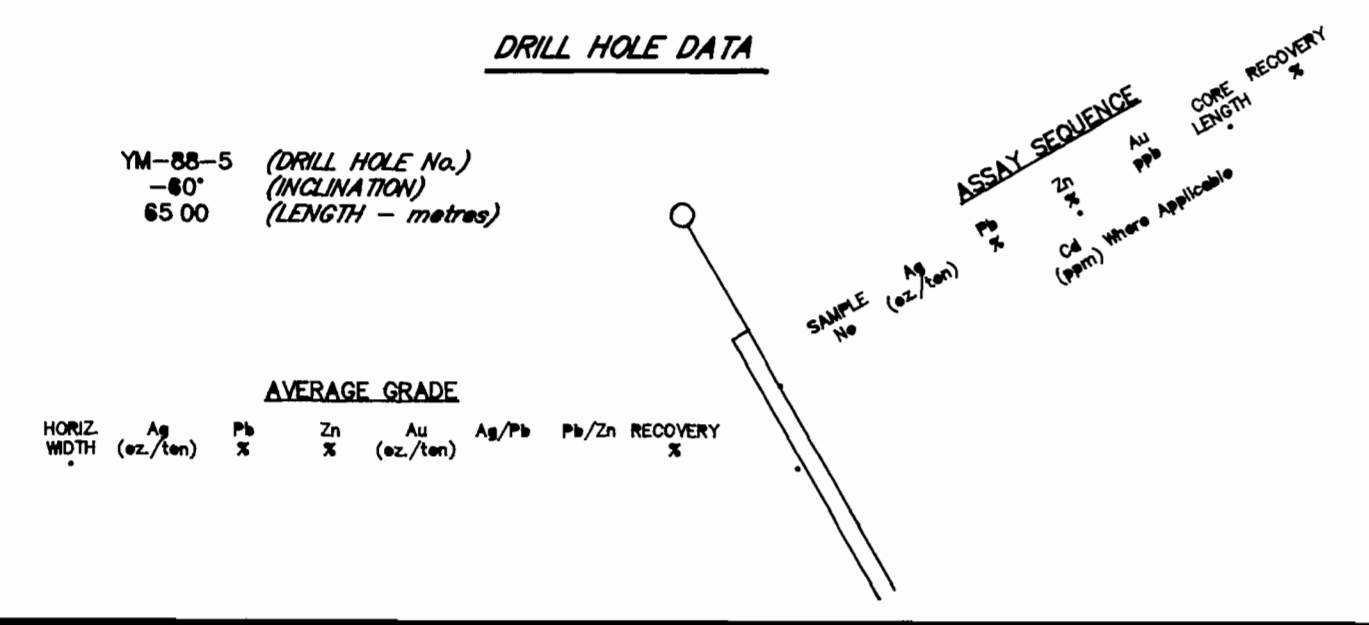 DRILL HOLE DATA
YM-88-5 (DRILL HOLE No.)
-60° (INCLINATION)
65 00 (LENGTH - metres)
ASSAY SEQUENCE
SAMPLE No
Ag (oz./ton)
Pb %
Zn %
Au ppb
CORE LENGTH
RECOVERY %
Cd (ppm) Where Applicable
AVERAGE GRADE
HORIZ. Ag Pb Zn Au Ag/Pb Pb/Zn RECOVERY
WIDTH (oz./ton) % % (oz./ton) %